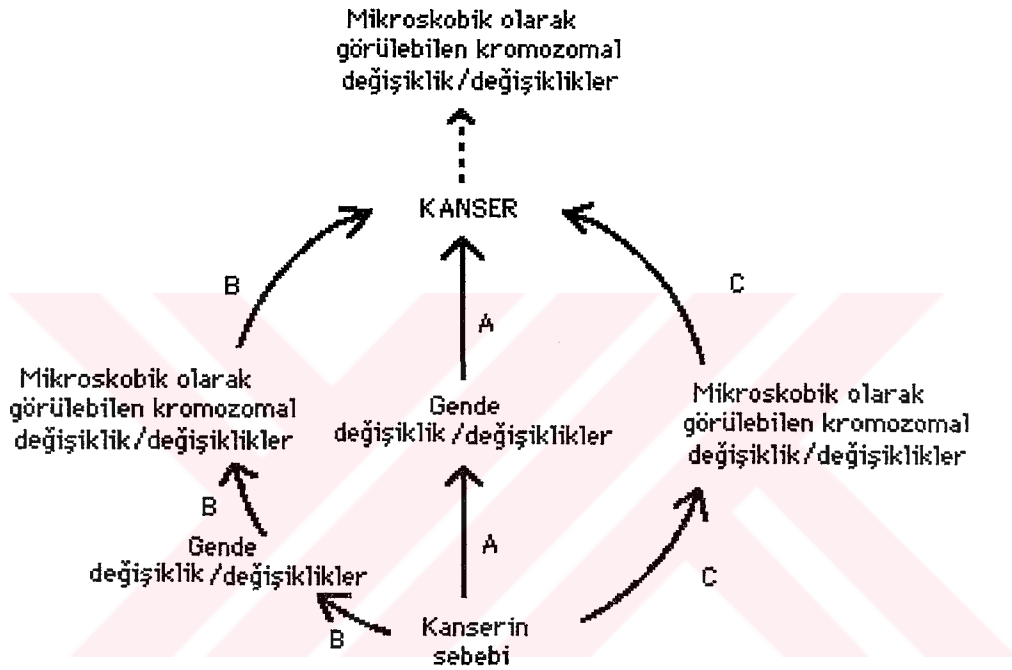 Mikroskobik olarak
görülebilen kromozomal
değişiklik/değişiklikler
KANSER
B
C
A
Mikroskobik olarak
görülebilen kromozomal
değişiklik/değişiklikler
Gende
değişiklik/değişiklikler
Mikroskobik olarak
görülebilen kromozomal
değişiklik/değişiklikler
B
A
C
Gende
değişiklik/değişiklikler
B
Kanserin
sebebi